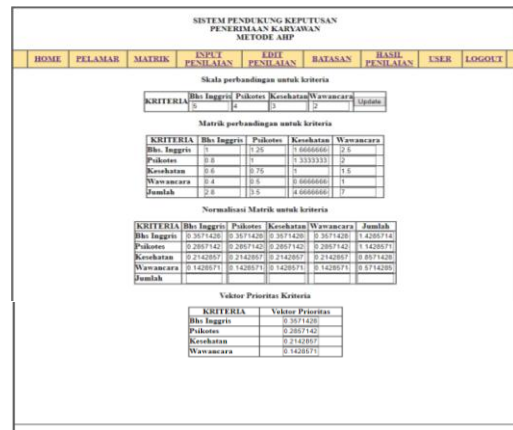 SISTEM PENDUKUNG KEPUTUSAN
PENERIMAAN KARYAWAN
METODE AHP
HOME PELAMAR MATRIK INPUT PENILAIAN EDIT PENILAIAN BATASAN HASIL PENILAIAN USER LOGOUT
Skala perbandingan untuk kriteria
KRITERIA Bhs Inggris Psikotes Kesehatan Wawancara
5 4 3 2 Update
Matrik perbandingan untuk kriteria
KRITERIA Bhs Inggris Psikotes Kesehatan Wawancara
Bhs. Inggris 1 1.25 1.6666666 2.5
Psikotes 0.8 1 1.3333333 2
Kesehatan 0.6 0.75 1 1.5
Wawancara 0.4 0.5 0.6666666 1
Jumlah 2.8 3.5 4.6666666 7
Normalisasi Matrik untuk kriteria
KRITERIA Bhs Inggris Psikotes Kesehatan Wawancara Jumlah
Bhs Inggris 0.3571428 0.3571428 0.3571428 0.3571428 1.4285714
Psikotes 0.2857142 0.2857142 0.2857142 0.2857142 1.1428571
Kesehatan 0.2142857 0.2142857 0.2142857 0.2142857 0.8571428
Wawancara 0.1428571 0.1428571 0.1428571 0.1428571 0.5714285
Jumlah
Vektor Prioritas Kriteria
KRITERIA Vektor Prioritas
Bhs Inggris 0.3571428
Psikotes 0.2857142
Kesehatan 0.2142857
Wawancara 0.1428571